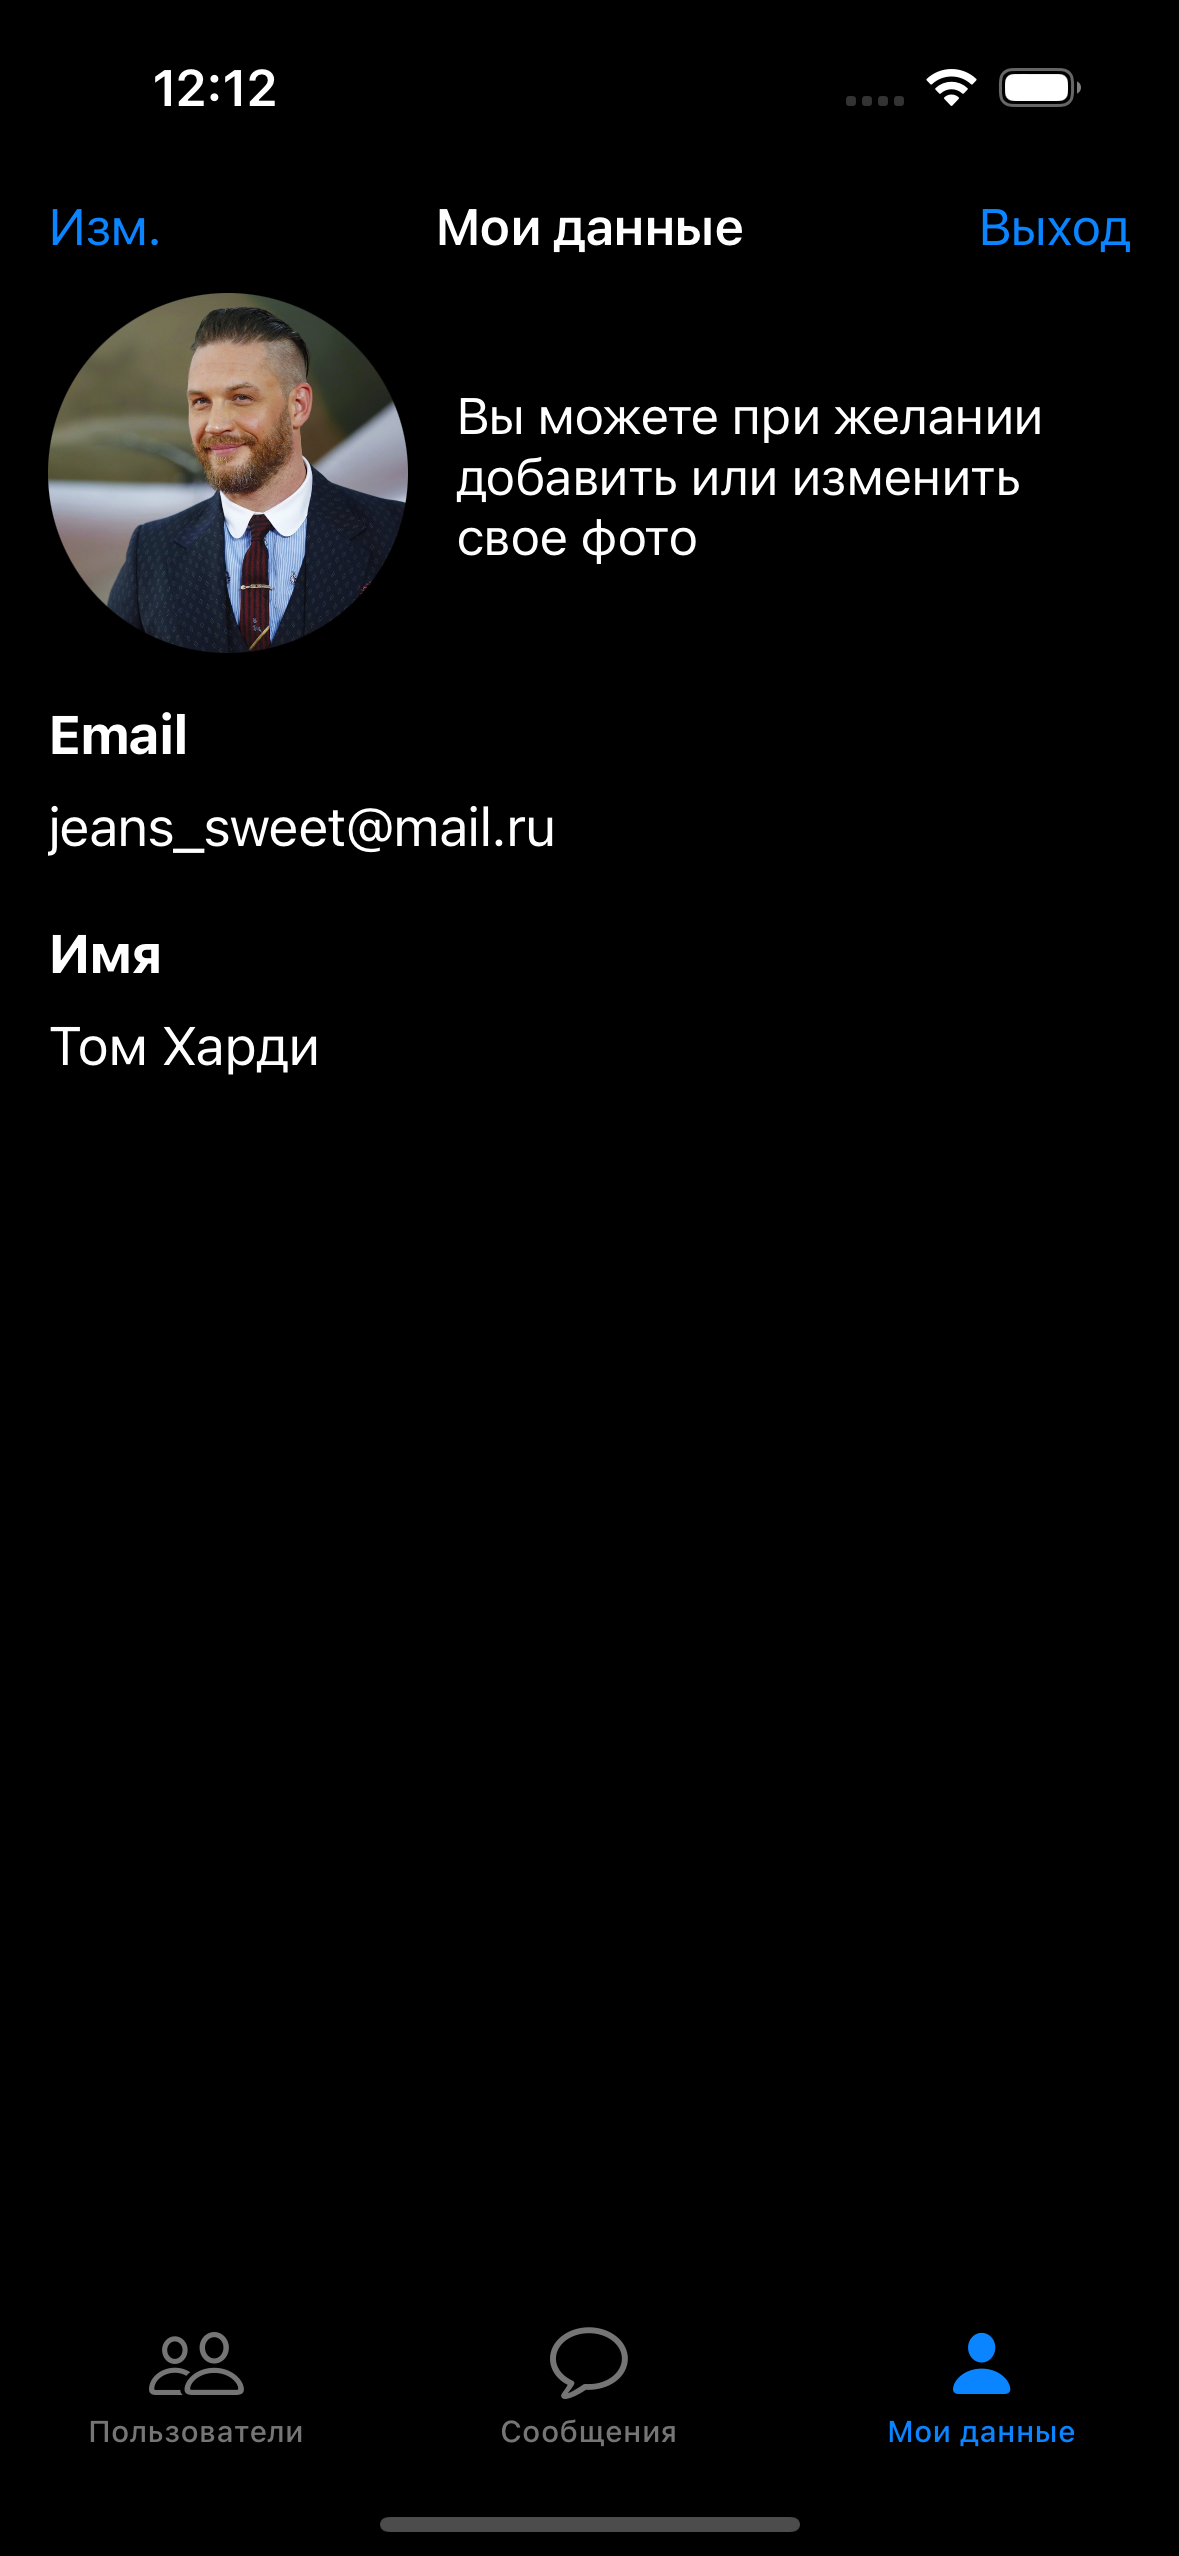 12:12
Изм.
Мои данные
Выход
Вы можете при желании
добавить или изменить
свое фото
Email
jeans_sweet@mail.ru
Имя
Том Харди
Пользователи
Сообщения
Мои данные